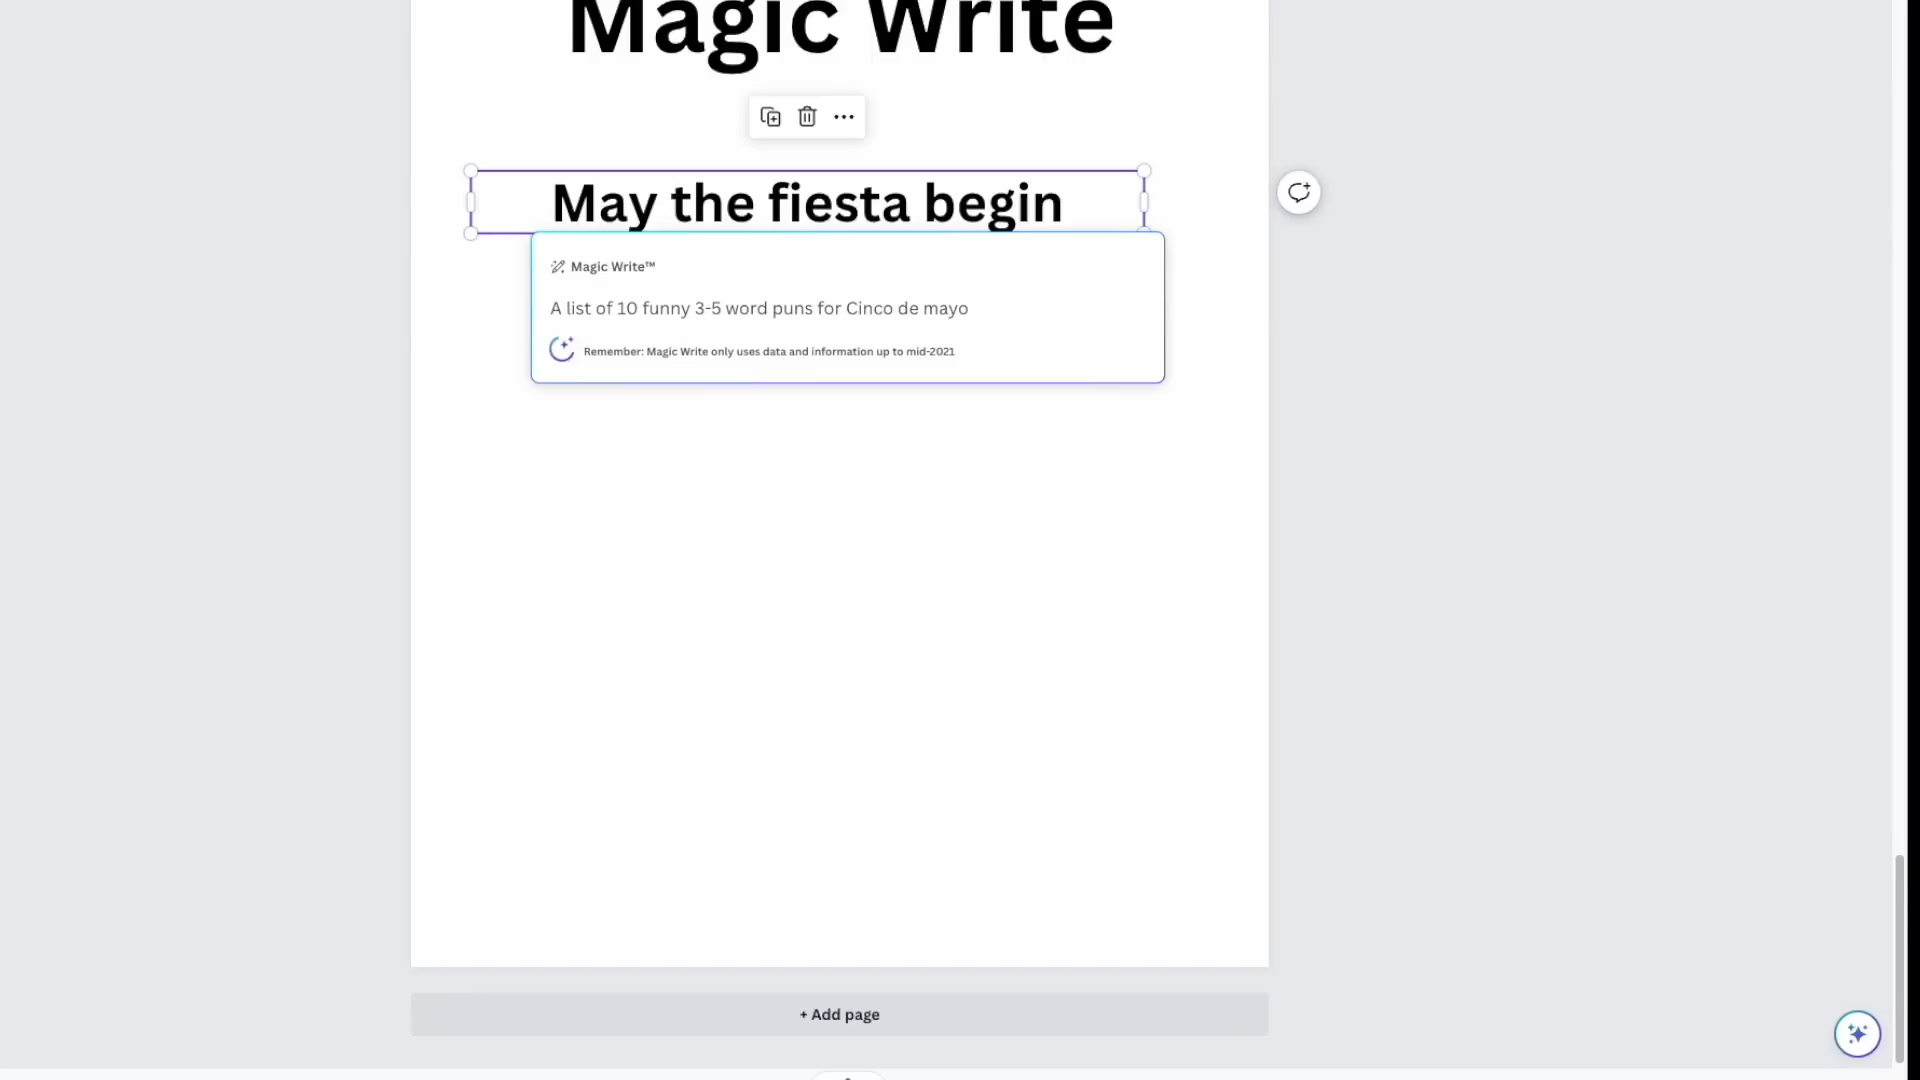 Magic Write
May the fiesta begin
Magic Write™
A list of 10 funny 3-5 word puns for Cinco de mayo
Remember: Magic Write only uses data and information up to mid-2021
+ Add page